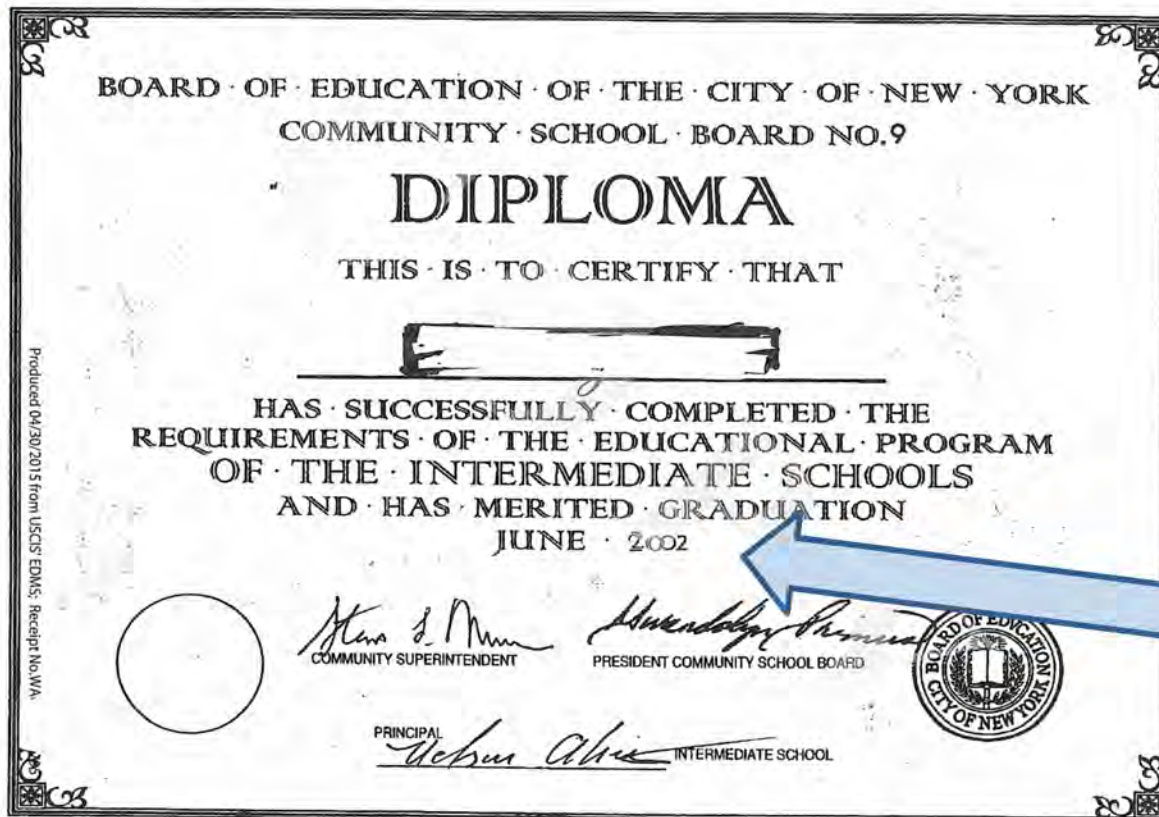 BOARD · OF · EDUCATION · OF · THE · CITY · OF · NEW · YORK
COMMUNITY · SCHOOL · BOARD NO.9
DIPLOMA
THIS · IS · TO · CERTIFY · THAT
HAS · SUCCESSFULLY · COMPLETED · THE
REQUIREMENTS · OF · THE · EDUCATIONAL · PROGRAM
OF · THE · INTERMEDIATE · SCHOOLS
AND · HAS · MERITED · GRADUATION
JUNE · 2002
COMMUNITY SUPERINTENDENT
PRESIDENT COMMUNITY SCHOOL BOARD
BOARD OF EDUCATION
CITY OF NEW YORK
PRINCIPAL
INTERMEDIATE SCHOOL
Produced 04/30/2015 from USCIS' EDMS; Receipt No.WA.